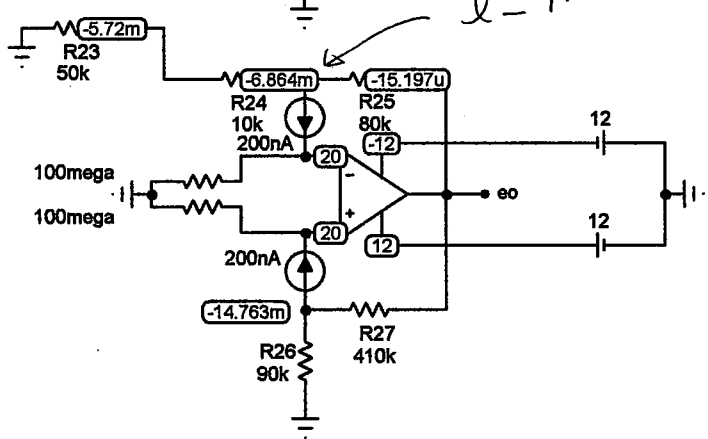 -5.72m
R23
50k
-6.864m
-15.197u
R24
10k
R25
80k
200nA
-12
12
20
-
100mega
100mega
eo
+
20
12
12
200nA
-14.763m
R27
410k
R26
90k